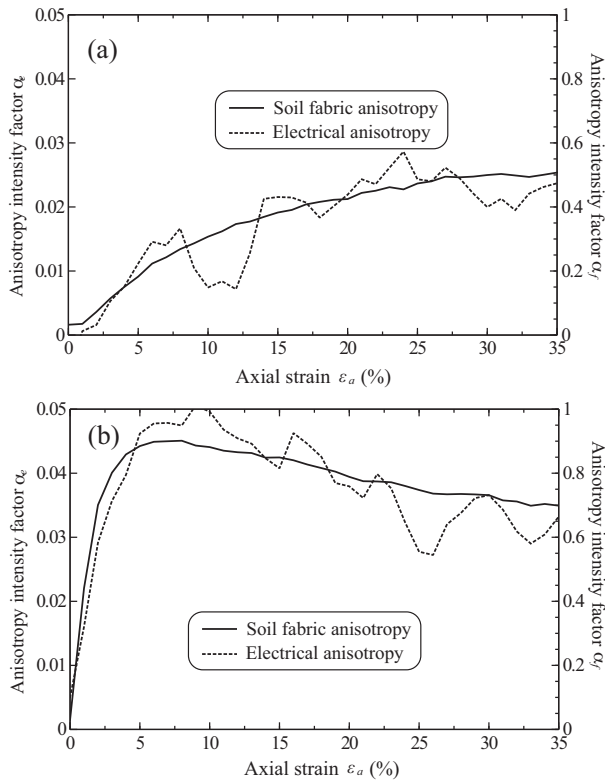 (a)
Anisotropy intensity factor αe
0.05
0.04
0.03
0.02
0.01
0
Soil fabric anisotropy
Electrical anisotropy
1
0.8
0.6
0.4
0.2
0
Anisotropy intensity factor αf
0 5 10 15 20 25 30 35
Axial strain εa (%)
(b)
Anisotropy intensity factor αe
0.05
0.04
0.03
0.02
0.01
0
Soil fabric anisotropy
Electrical anisotropy
1
0.8
0.6
0.4
0.2
0
Anisotropy intensity factor αf
0 5 10 15 20 25 30 35
Axial strain εa (%)